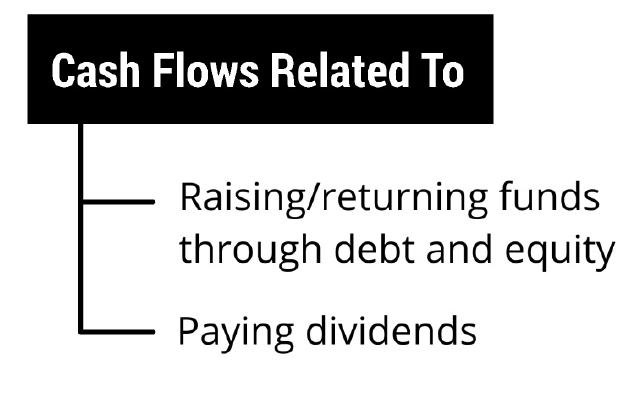 Cash Flows Related To
Raising/returning funds
through debt and equity
Paying dividends